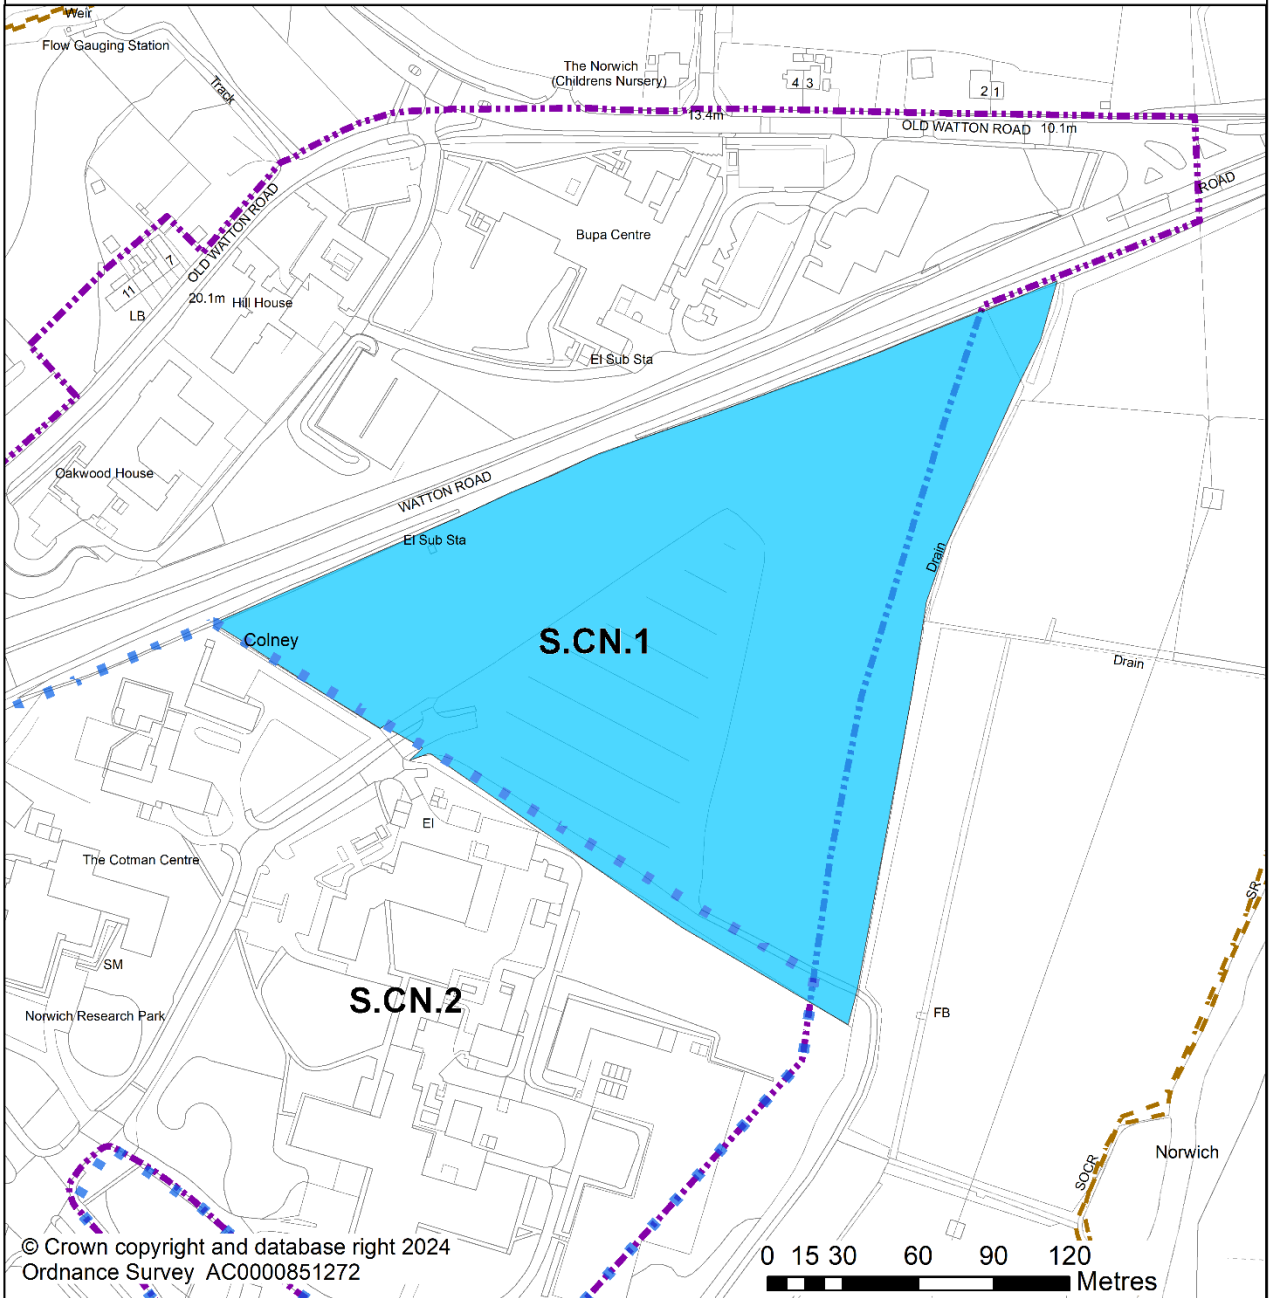 Weir
Flow Gauging Station
Track
The Norwich
(Childrens Nursery)
4 3
2 1
13.4m
OLD WATTON ROAD
10.1m
ROAD
Bupa Centre
OLD WATTON ROAD
7
11
LB
20.1m
Hill House
El Sub Sta
Oakwood House
WATTON ROAD
El Sub Sta
Drain
Colney
S.CN.1
Drain
El
The Cotman Centre
SR
SM
S.CN.2
Norwich Research Park
FB
SOCR
Norwich
© Crown copyright and database right 2024
Ordnance Survey AC0000851272
0 15 30 60 90 120
Metres